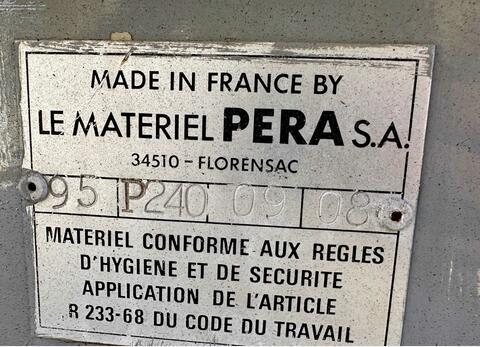 MADE IN FRANCE BY
LE MATERIEL PERA S.A.
34510 - FLORENSAC
95 P240 09 08
MATERIEL CONFORME AUX REGLES
D'HYGIENE ET DE SECURITE
APPLICATION DE L'ARTICLE
R 233-68 DU CODE DU TRAVAIL